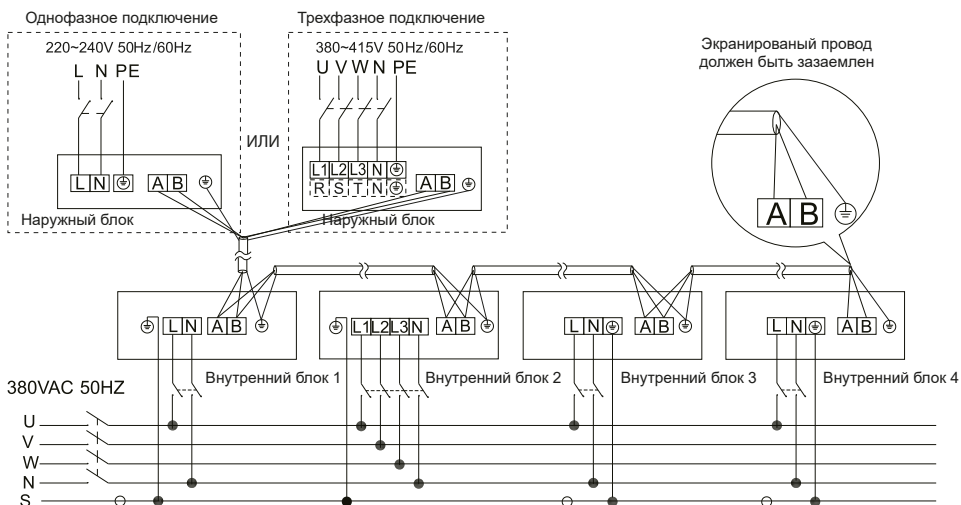 Однофазное подключение
220~240V 50Hz/60Hz
L N PE
L N
A B
Наружный блок
ИЛИ
Трехфазное подключение
380~415V 50Hz/60Hz
U V W N PE
L1 L2 L3 N
R S T N
A B
Наружный блок
Экранированый провод
должен быть зазаемлен
A B
L N A B
L1 L2 L3 N A B
L N A B
L N A B
Внутренний блок 1
Внутренний блок 2
Внутренний блок 3
Внутренний блок 4
380VAC 50HZ
U
V
W
N
S